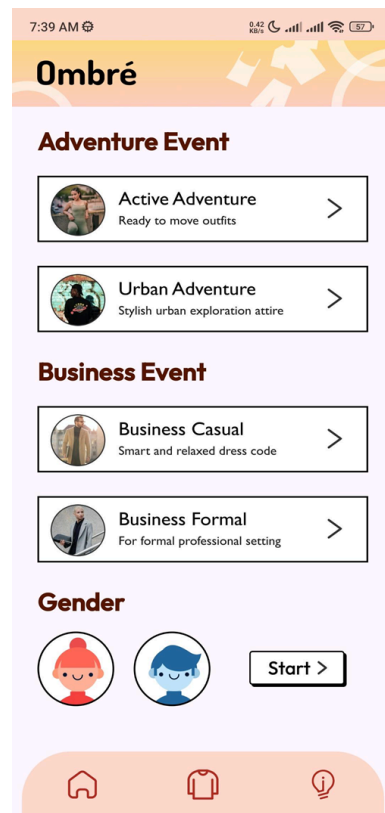 7:39 AM
0.42
KB/s
57
Ombré
Adventure Event
Active Adventure
Ready to move outfits
Urban Adventure
Stylish urban exploration attire
Business Event
Business Casual
Smart and relaxed dress code
Business Formal
For formal professional setting
Gender
Start >